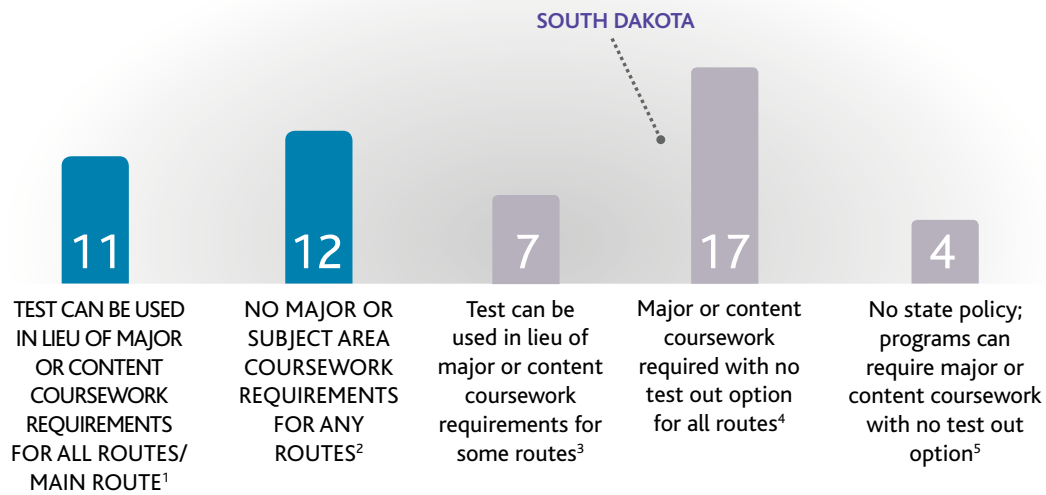 SOUTH DAKOTA
11
12
7
17
4
TEST CAN BE USED
IN LIEU OF MAJOR
OR CONTENT
COURSEWORK
REQUIREMENTS
FOR ALL ROUTES/
MAIN ROUTE¹
NO MAJOR OR
SUBJECT AREA
COURSEWORK
REQUIREMENTS
FOR ANY
ROUTES²
Test can be
used in lieu of
major or content
coursework
requirements for
some routes³
Major or content
coursework
required with no
test out option
for all routes⁴
No state policy;
programs can
require major or
content coursework
with no test out
option⁵